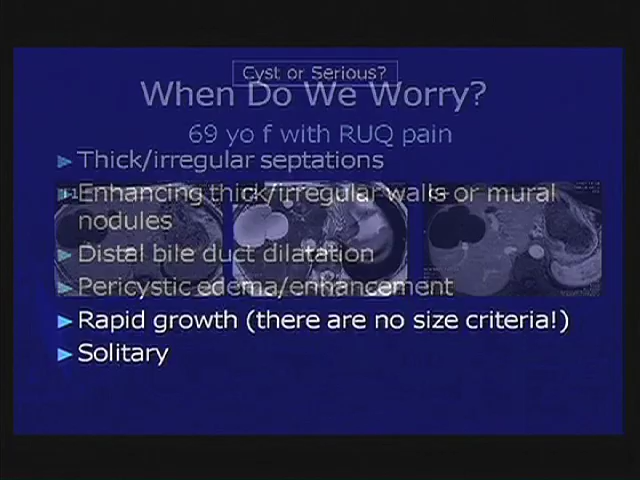 Cyst or Serious?
When Do We Worry?
69 yo f with RUQ pain
Thick/irregular septations
Enhancing thick/irregular walls or mural
nodules
Distal bile duct dilatation
Pericystic edema/enhancement
Rapid growth (there are no size criteria!)
Solitary